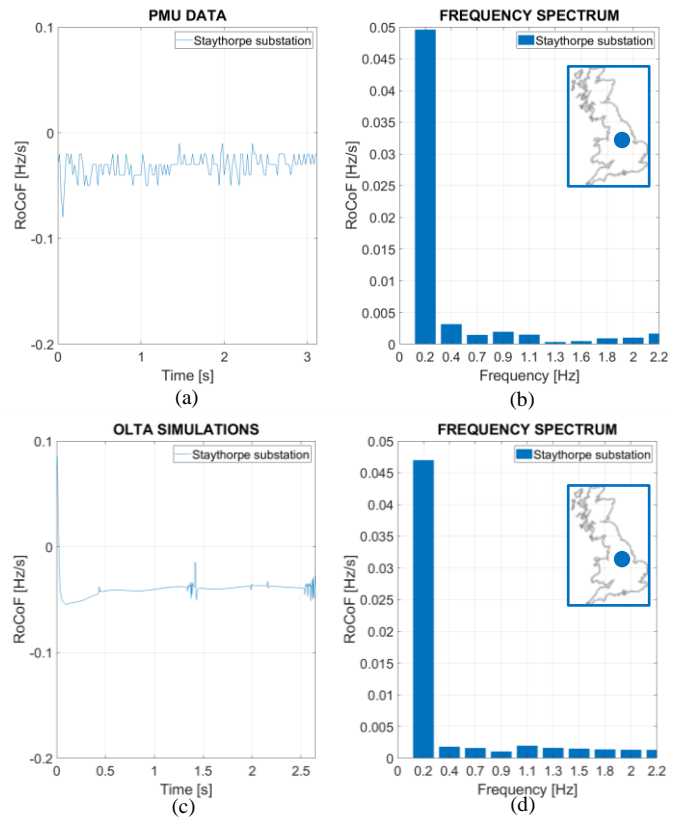 PMU DATA
Staythorpe substation
0.1
0
-0.1
-0.2
RoCoF [Hz/s]
0 1 2 3
Time [s]
(a)
FREQUENCY SPECTRUM
Staythorpe substation
0.05
0.045
0.04
0.035
0.03
0.025
0.02
0.015
0.01
0.005
0
RoCoF [Hz/s]
0 0.2 0.4 0.7 0.9 1.1 1.3 1.6 1.8 2 2.2
Frequency [Hz]
(b)
OLTA SIMULATIONS
Staythorpe substation
0.1
0
-0.1
-0.2
RoCoF [Hz/s]
0 0.5 1 1.5 2 2.5
Time [s]
(c)
FREQUENCY SPECTRUM
Staythorpe substation
0.05
0.045
0.04
0.035
0.03
0.025
0.02
0.015
0.01
0.005
0
RoCoF [Hz/s]
0 0.2 0.4 0.7 0.9 1.1 1.3 1.5 1.8 2 2.2
Frequency [Hz]
(d)